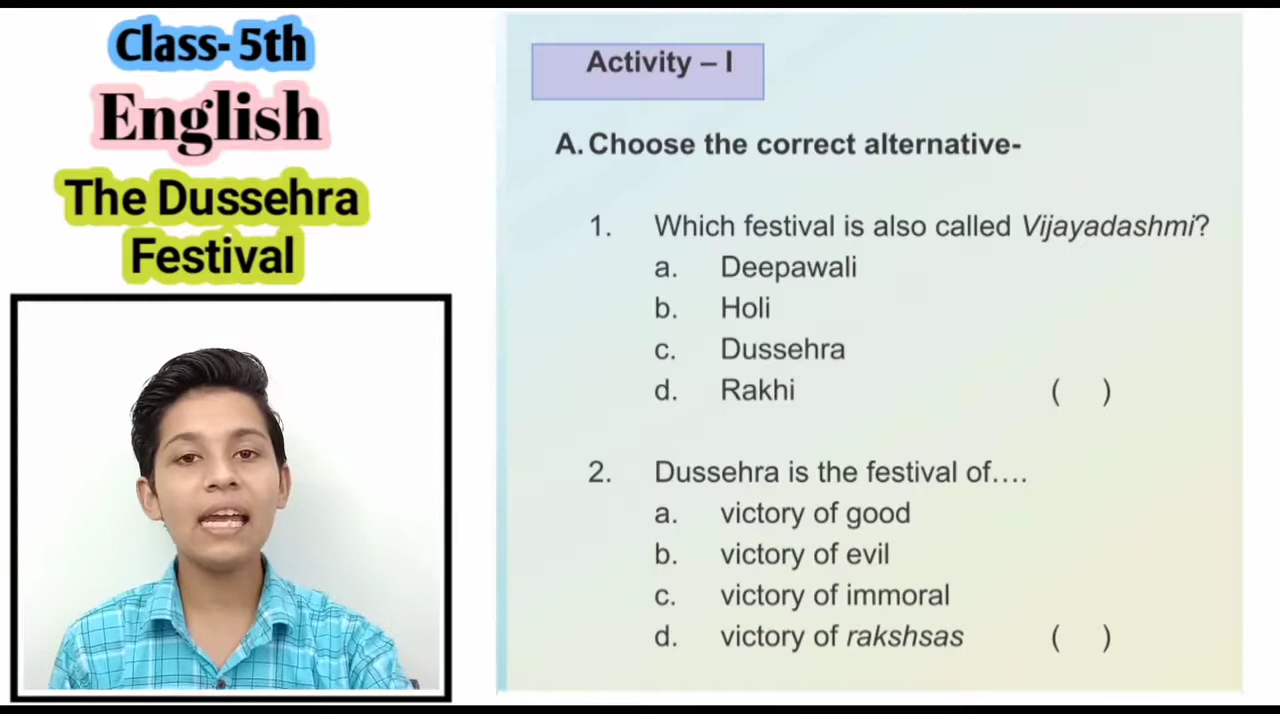 Class- 5th
English
The Dussehra
Festival
Activity – I
A. Choose the correct alternative-
1. Which festival is also called Vijayadashmi?
a. Deepawali
b. Holi
c. Dussehra
d. Rakhi ( )
2. Dussehra is the festival of....
a. victory of good
b. victory of evil
c. victory of immoral
d. victory of rakshsas ( )